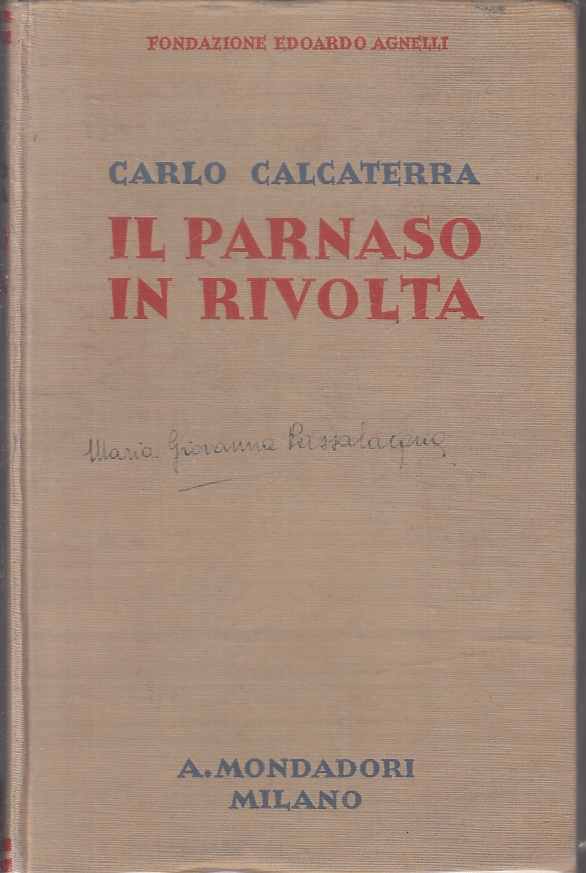 FONDAZIONE EDOARDO AGNELLI
CARLO CALCATERRA
IL PARNASO
IN RIVOLTA
Maria Giovanna Passalacqua
A. MONDADORI
MILANO